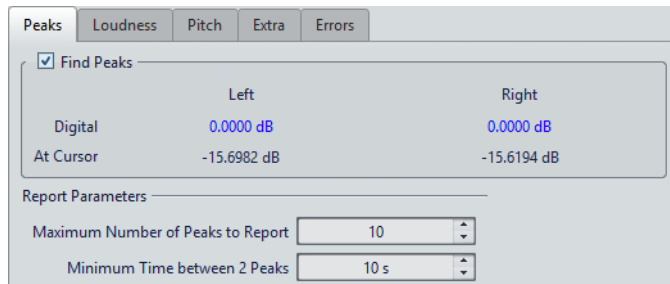 Peaks Loudness Pitch Extra Errors
Find Peaks
Left Right
Digital 0.0000 dB 0.0000 dB
At Cursor -15.6982 dB -15.6194 dB
Report Parameters
Maximum Number of Peaks to Report 10
Minimum Time between 2 Peaks 10 s